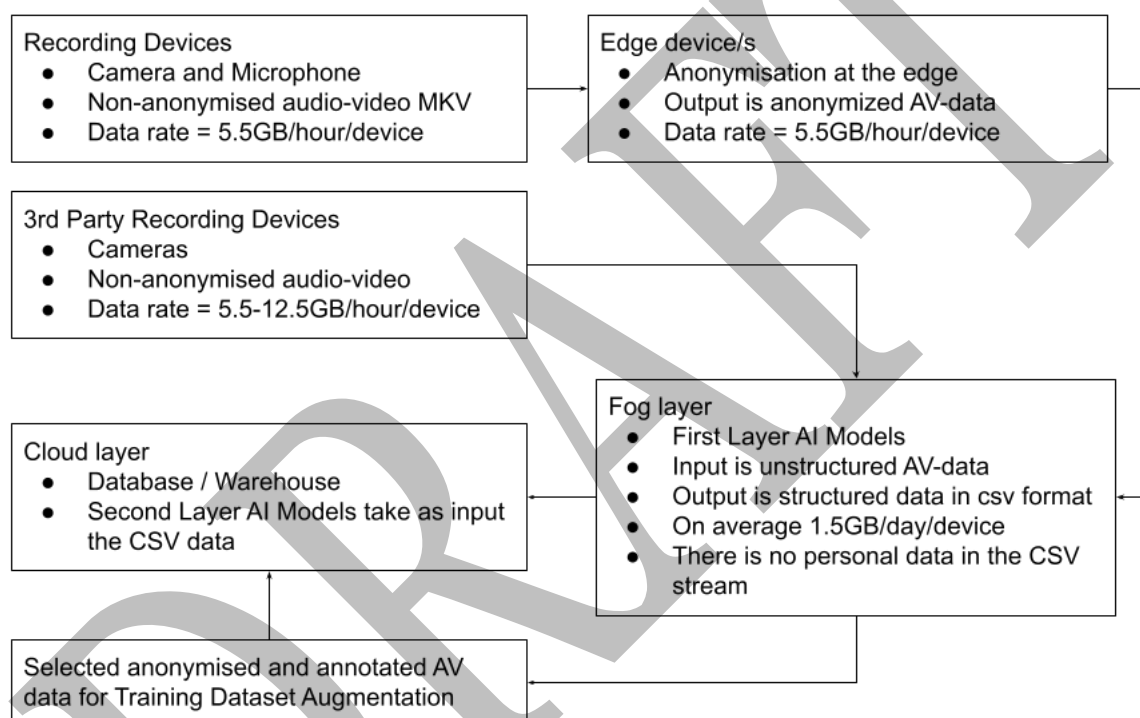 Recording Devices
● Camera and Microphone
● Non-anonymised audio-video MKV
● Data rate = 5.5GB/hour/device
Edge device/s
● Anonymisation at the edge
● Output is anonymized AV-data
● Data rate = 5.5GB/hour/device
3rd Party Recording Devices
● Cameras
● Non-anonymised audio-video
● Data rate = 5.5-12.5GB/hour/device
Fog layer
● First Layer AI Models
● Input is unstructured AV-data
● Output is structured data in csv format
● On average 1.5GB/day/device
● There is no personal data in the CSV
stream
Cloud layer
● Database / Warehouse
● Second Layer AI Models take as input
the CSV data
Selected anonymised and annotated AV
data for Training Dataset Augmentation
DRAFT